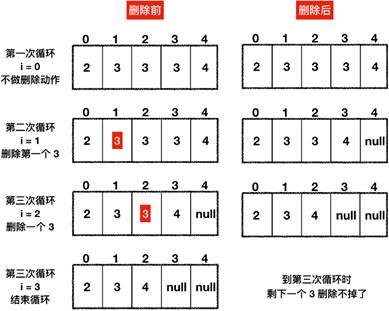 删除前
删除后
0 1 2 3 4
0 1 2 3 4
第一次循环
i = 0
不做删除动作
2 3 3 3 4
2 3 3 3 4
0 1 2 3 4
0 1 2 3 4
第二次循环
i = 1
删除第一个 3
2 3 3 3 4
2 3 3 4 null
0 1 2 3 4
0 1 2 3 4
第三次循环
i = 2
删除一个 3
2 3 3 4 null
2 3 4 null null
0 1 2 3 4
第三次循环
i = 3
结束循环
2 3 4 null null
到第三次循环时
剩下一个 3 删除不掉了